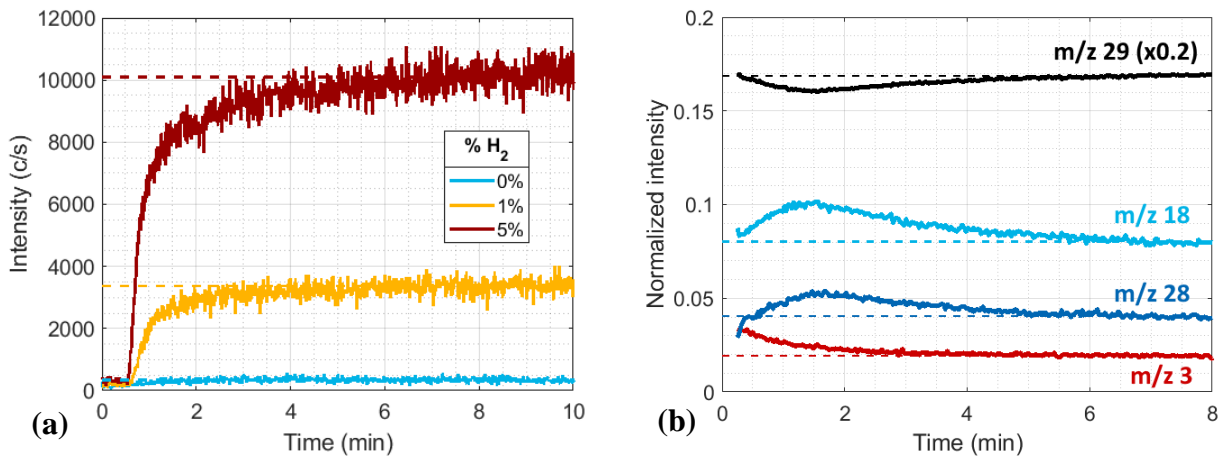 12000
10000
8000
6000
4000
2000
0
Intensity (c/s)
% H2
0%
1%
5%
0 2 4 6 8 10
Time (min)
(a)
0.2
0.15
0.1
0.05
0
Normalized intensity
m/z 29 (x0.2)
m/z 18
m/z 28
m/z 3
0 2 4 6 8
Time (min)
(b)